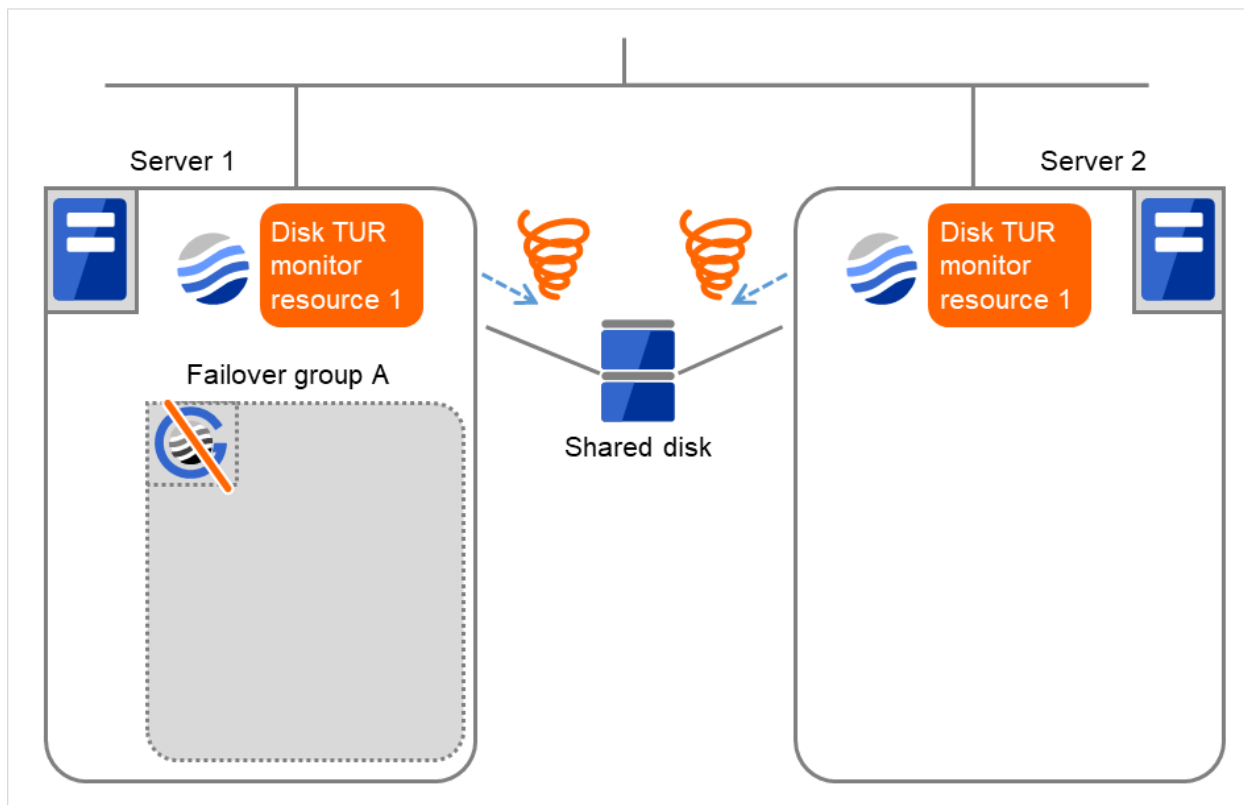 Server 1
Server 2
Disk TUR
monitor
resource 1
Disk TUR
monitor
resource 1
Failover group A
Shared disk